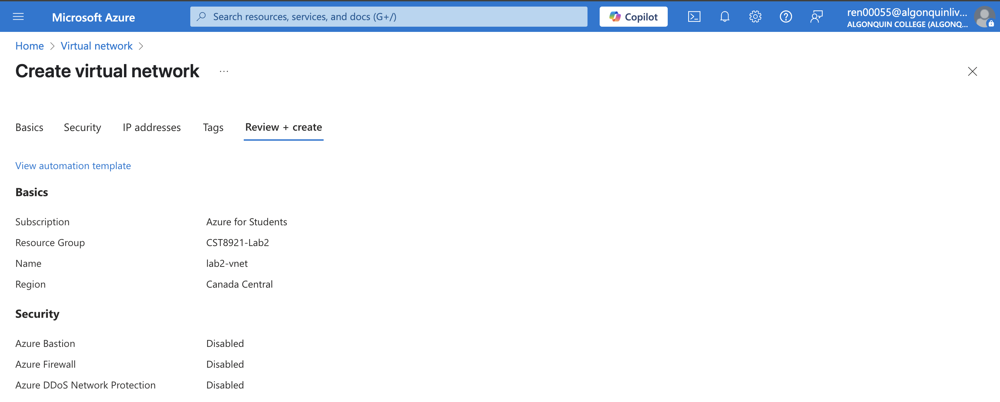 Microsoft Azure
Search resources, services, and docs (G+/)
Copilot
ren00055@algonquinliv...
ALGONQUIN COLLEGE (ALGONQ...
Home > Virtual network >
Create virtual network ...
Basics Security IP addresses Tags Review + create
View automation template
Basics
Subscription Azure for Students
Resource Group CST8921-Lab2
Name lab2-vnet
Region Canada Central
Security
Azure Bastion Disabled
Azure Firewall Disabled
Azure DDoS Network Protection Disabled